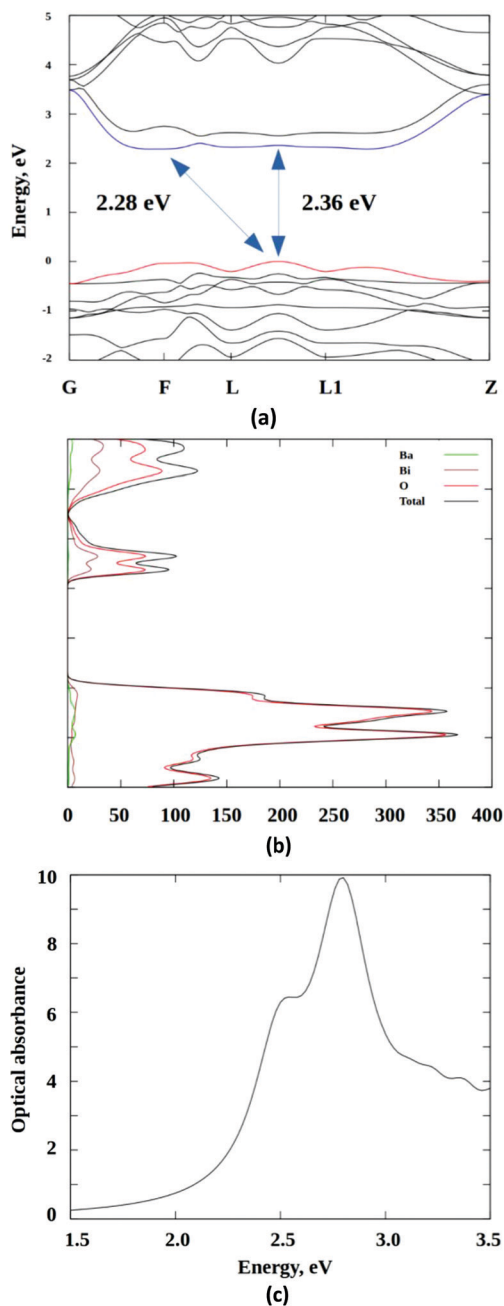 5
4
3
2
1
0
-1
-2
Energy, eV
2.28 eV
2.36 eV
G F L L1 Z
(a)
Ba
Bi
O
Total
0 50 100 150 200 250 300 350 400
(b)
10
8
6
4
2
0
Optical absorbance
1.5 2.0 2.5 3.0 3.5
Energy, eV
(c)